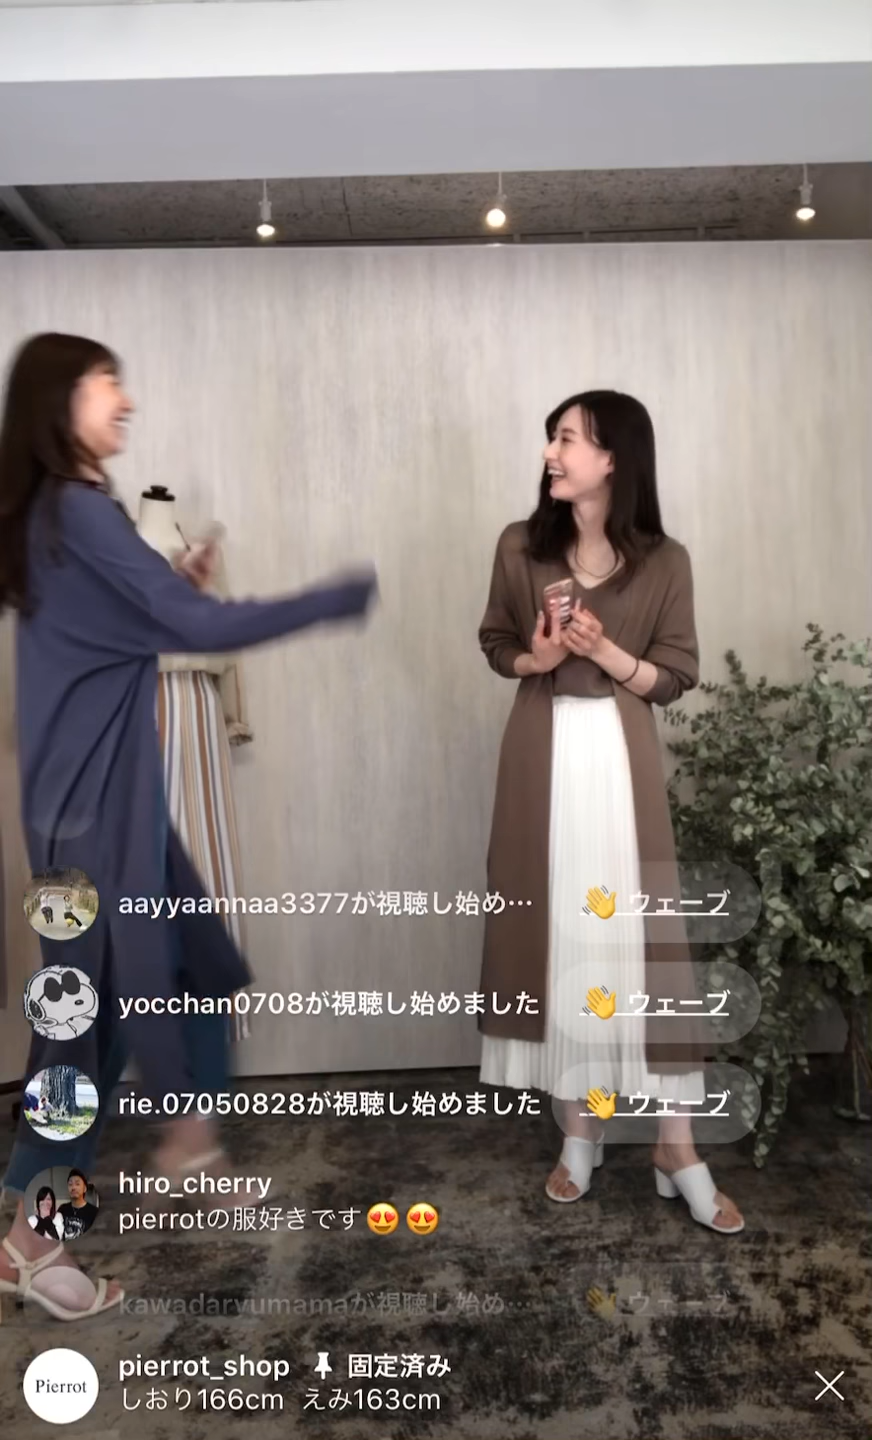 aayyaannaa3377が視聴し始め…
👋 ウェーブ
yocchan0708が視聴し始めました
👋 ウェーブ
rie.07050828が視聴し始めました
👋 ウェーブ
hiro_cherry
pierrotの服好きです😍😍
kawadaryumamaが視聴し始め…
👋 ウェーブ
Pierrot
pierrot_shop 📌 固定済み
しおり166cm えみ163cm